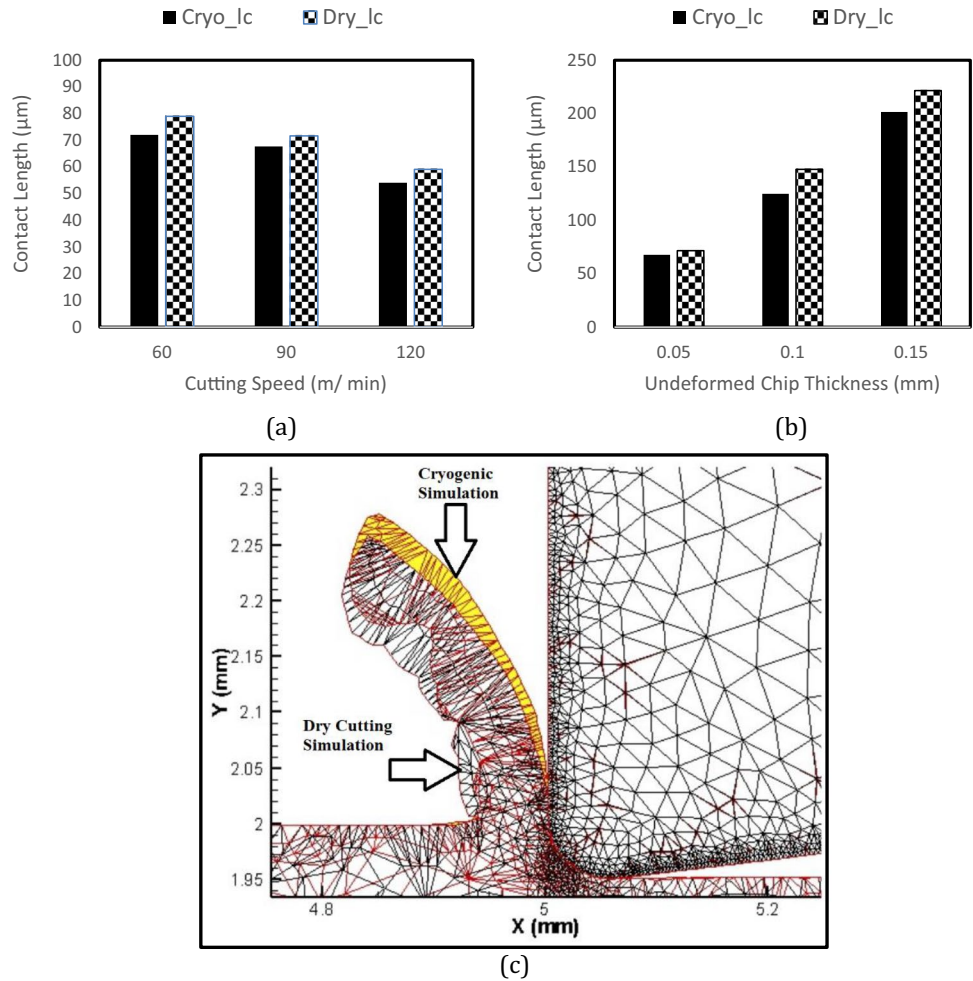 Cryo_lc Dry_lc
Contact Length (µm)
100
90
80
70
60
50
40
30
20
10
0
60 90 120
Cutting Speed (m/ min)
(a)
Cryo_lc Dry_lc
Contact Length (µm)
250
200
150
100
50
0
0.05 0.1 0.15
Undeformed Chip Thickness (mm)
(b)
Cryogenic
Simulation
Dry Cutting
Simulation
Y (mm)
2.3
2.25
2.2
2.15
2.1
2.05
2
1.95
4.8 5 5.2
X (mm)
(c)